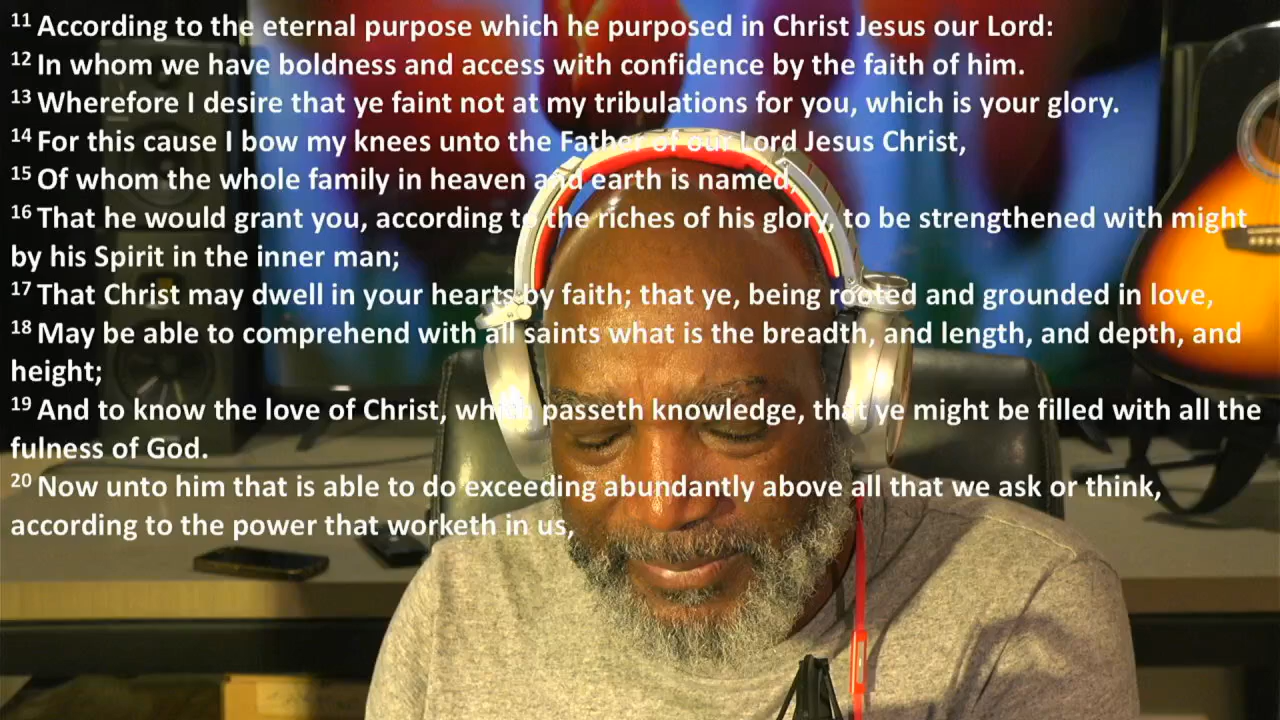 11 According to the eternal purpose which he purposed in Christ Jesus our Lord:
12 In whom we have boldness and access with confidence by the faith of him.
13 Wherefore I desire that ye faint not at my tribulations for you, which is your glory.
14 For this cause I bow my knees unto the Father of our Lord Jesus Christ,
15 Of whom the whole family in heaven and earth is named,
16 That he would grant you, according to the riches of his glory, to be strengthened with might
by his Spirit in the inner man;
17 That Christ may dwell in your hearts by faith; that ye, being rooted and grounded in love,
18 May be able to comprehend with all saints what is the breadth, and length, and depth, and
height;
19 And to know the love of Christ, which passeth knowledge, that ye might be filled with all the
fulness of God.
20 Now unto him that is able to do exceeding abundantly above all that we ask or think,
according to the power that worketh in us,